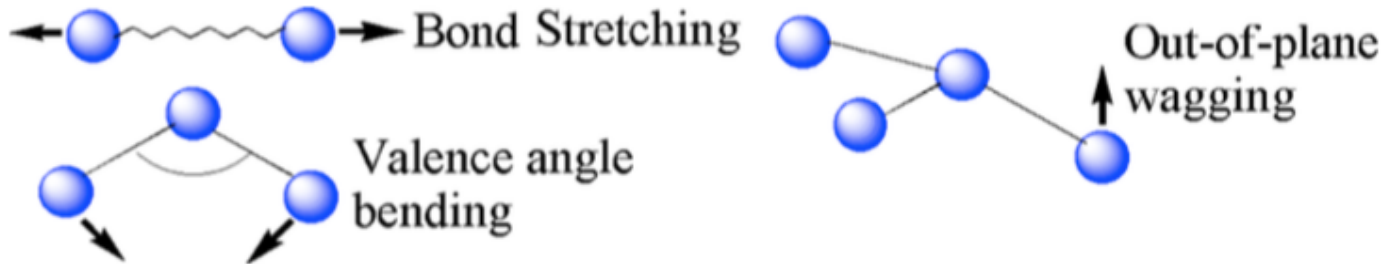 Bond Stretching
Out-of-plane
wagging
Valence angle
bending